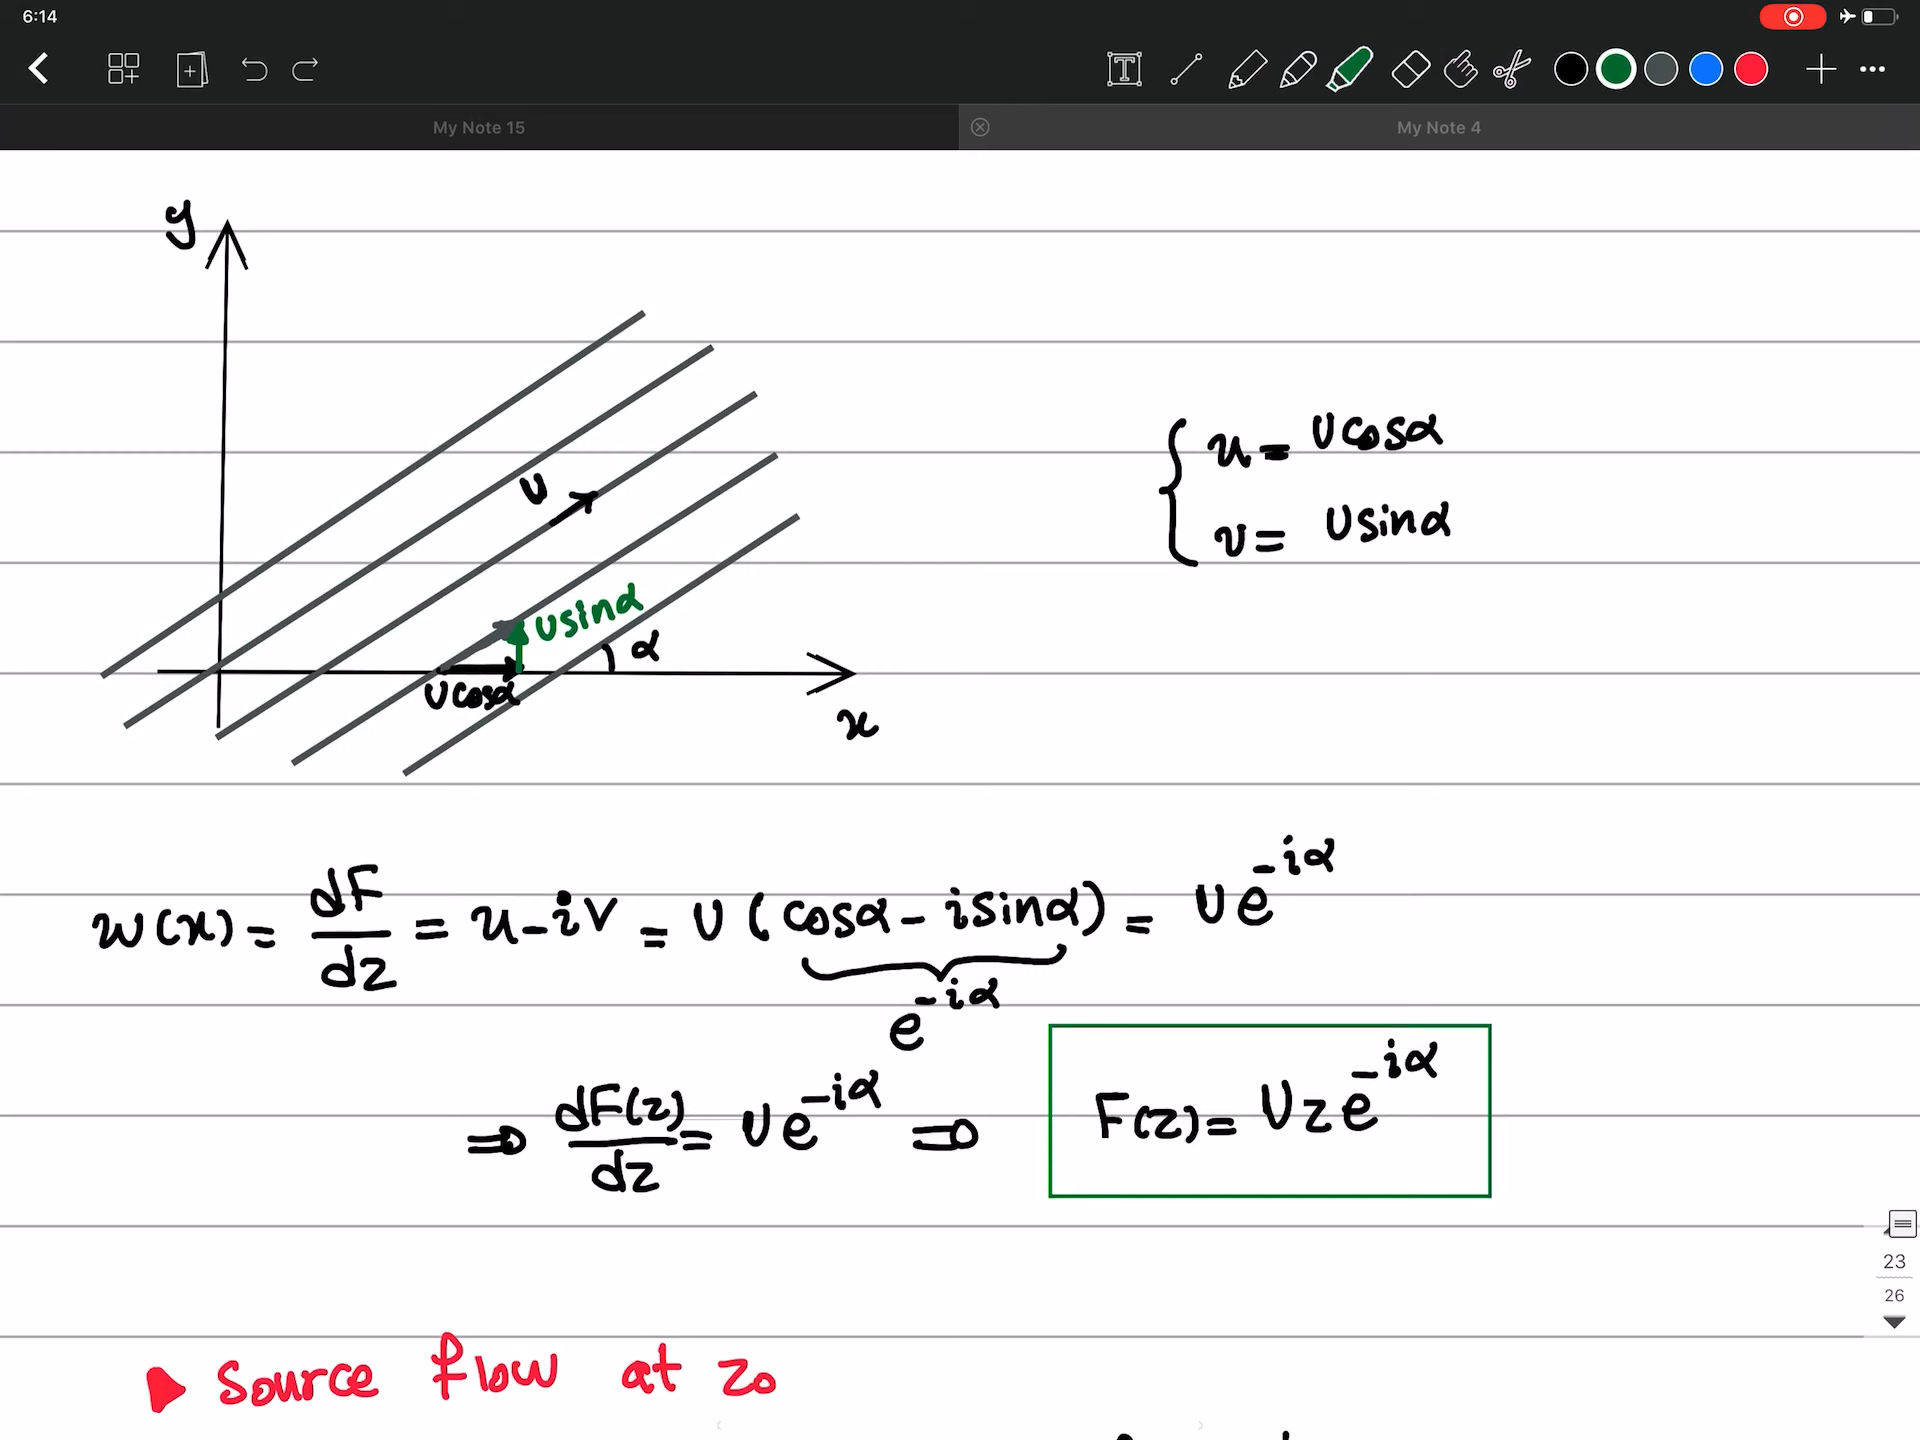 6:14
My Note 15
My Note 4
y
U
Usinα
α
Ucosα
x
u = Ucosα
v = Usinα
w(x) = dF/dz = u - iv = U (cosα - isinα) = Ue^-iα
e^-iα
⇒ dF(z)/dz = Ue^-iα ⇒ F(z) = Uze^-iα
23
26
▶ Source flow at z0